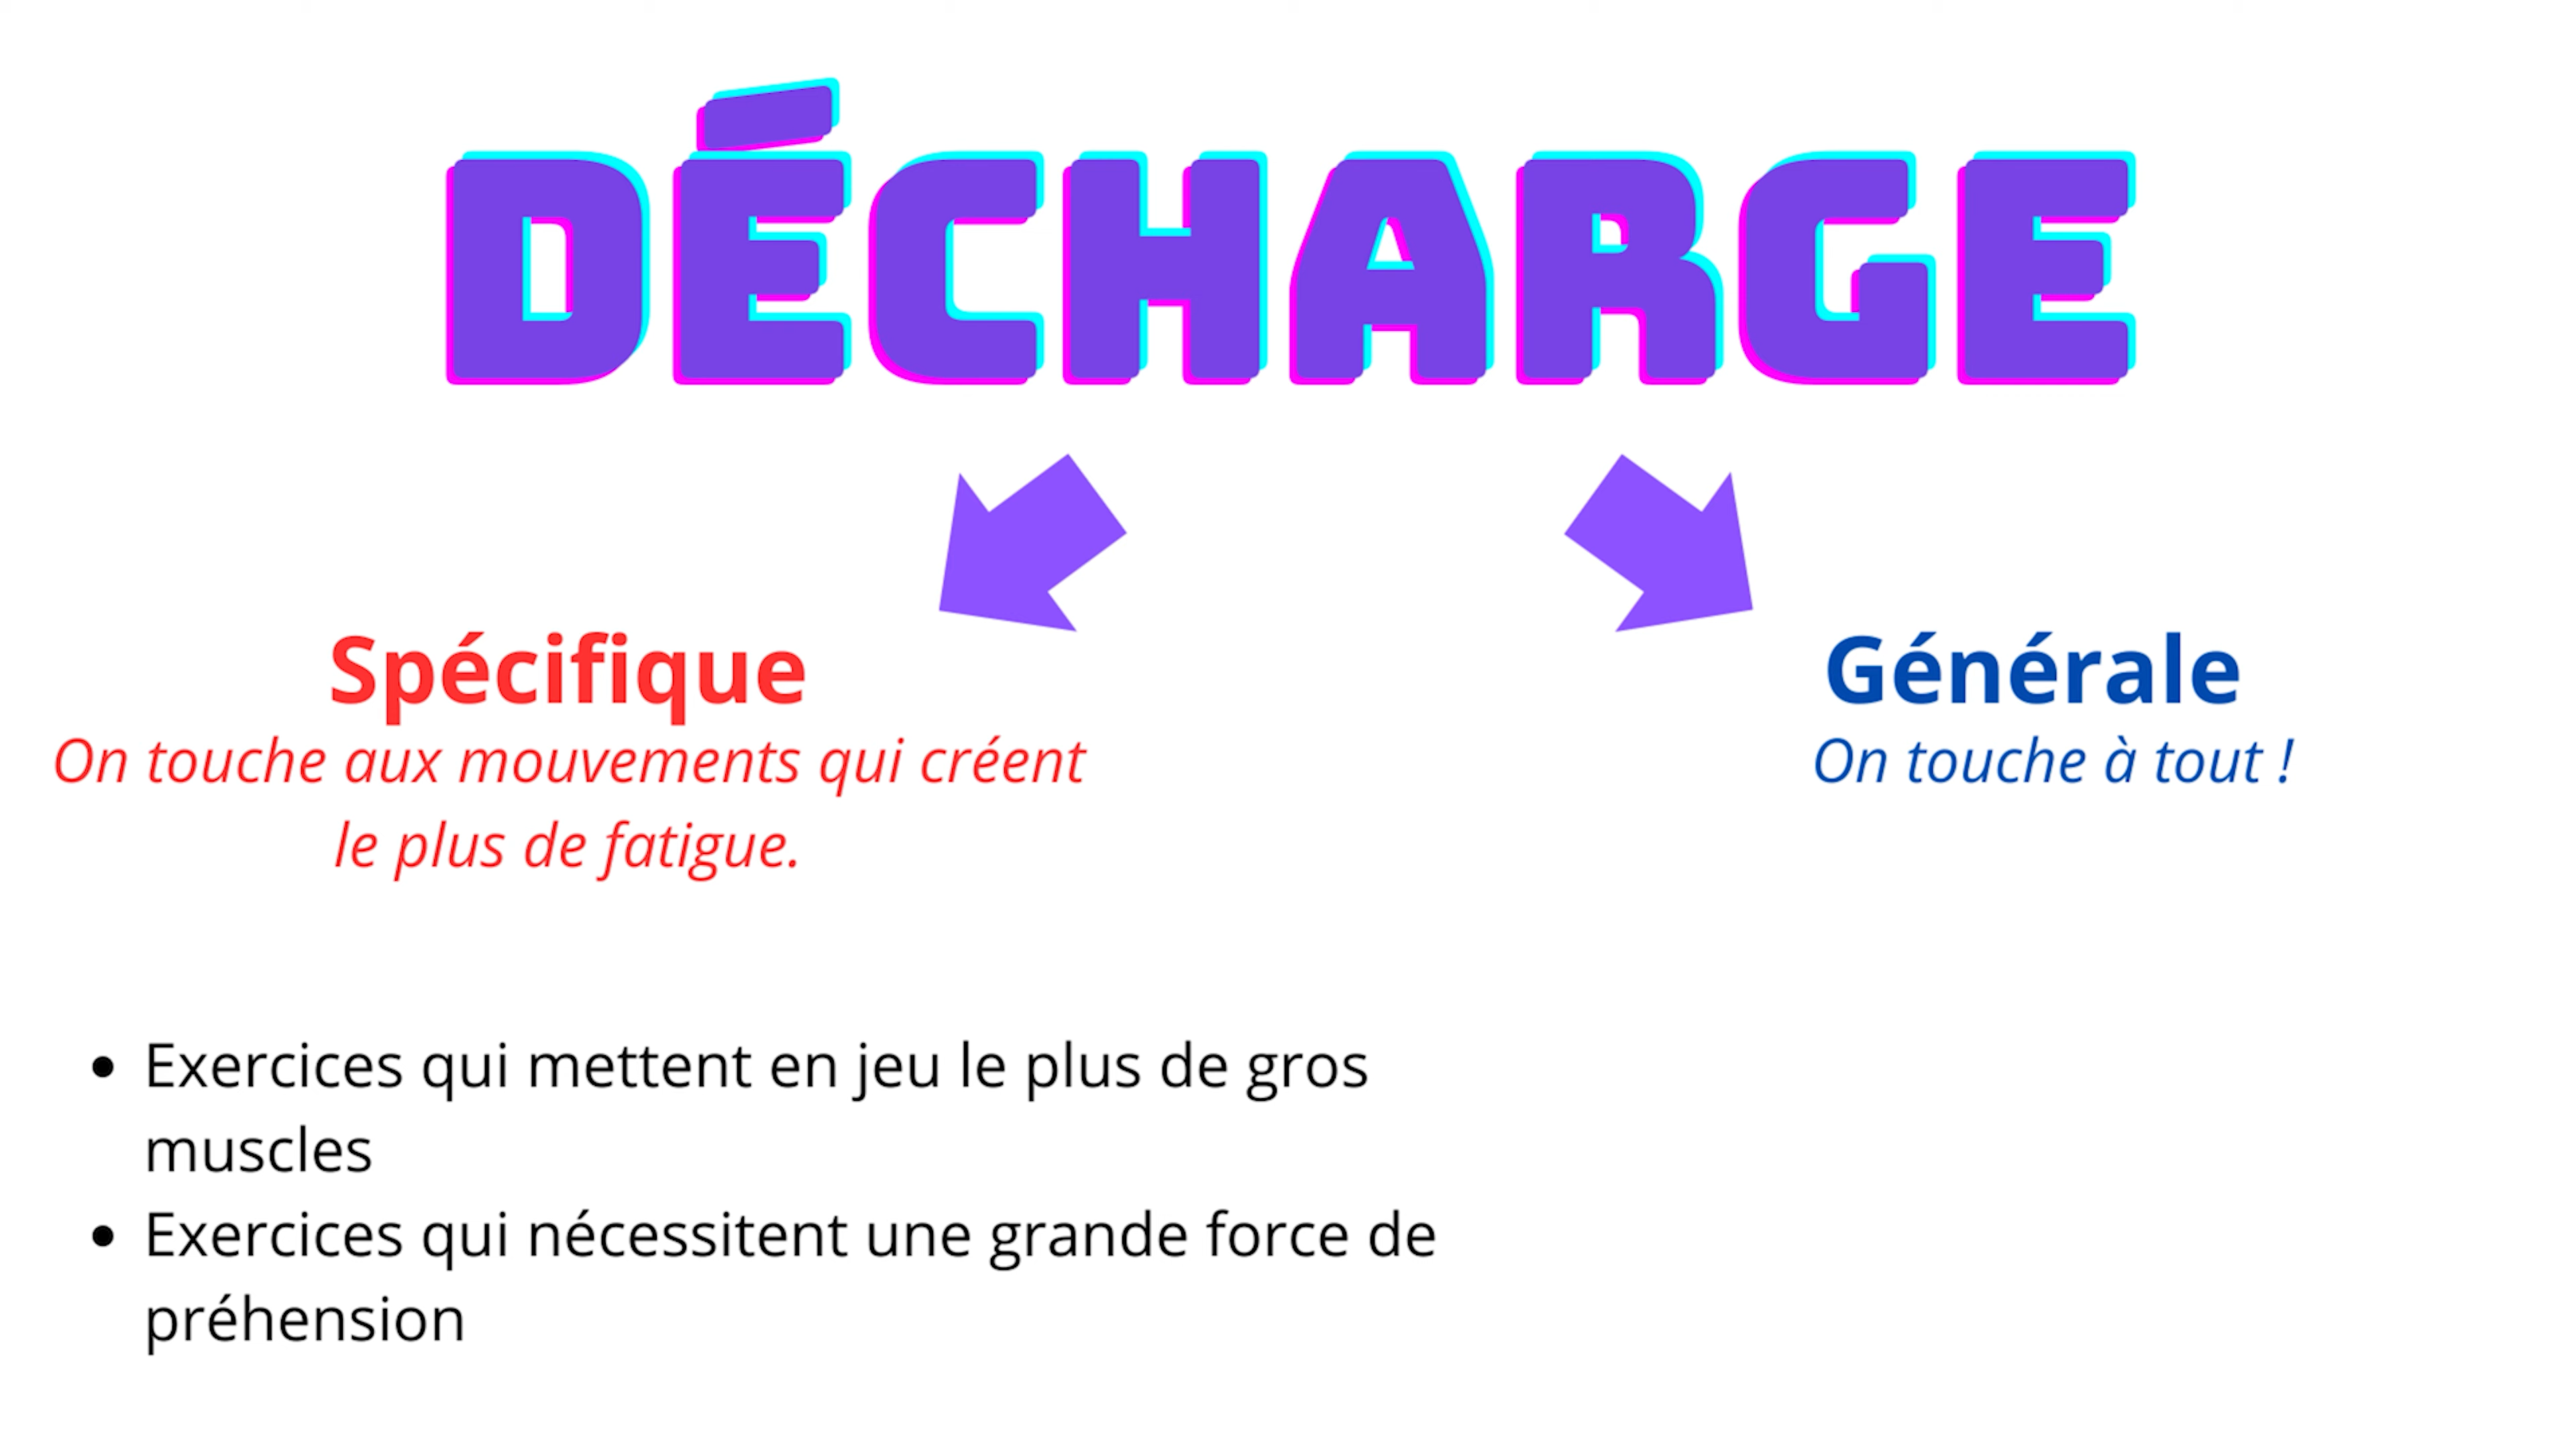 DÉCHARGE
Spécifique
On touche aux mouvements qui créent
le plus de fatigue.
Générale
On touche à tout !
• Exercices qui mettent en jeu le plus de gros
muscles
• Exercices qui nécessitent une grande force de
préhension